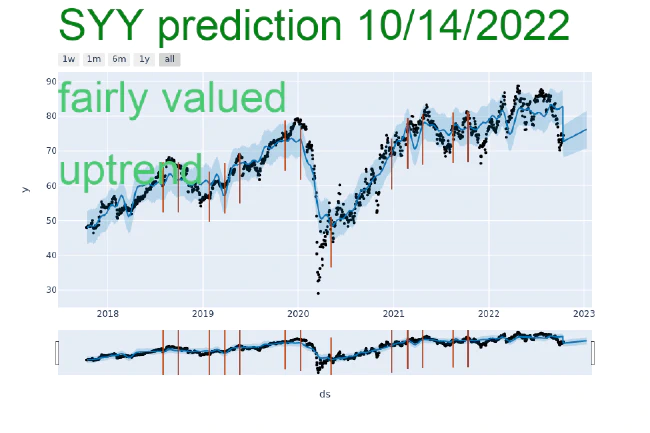 SYY prediction 10/14/2022
1w 1m 6m 1y all
fairly valued
uptrend
90
80
70
60
50
40
30
y
2018 2019 2020 2021 2022 2023
ds